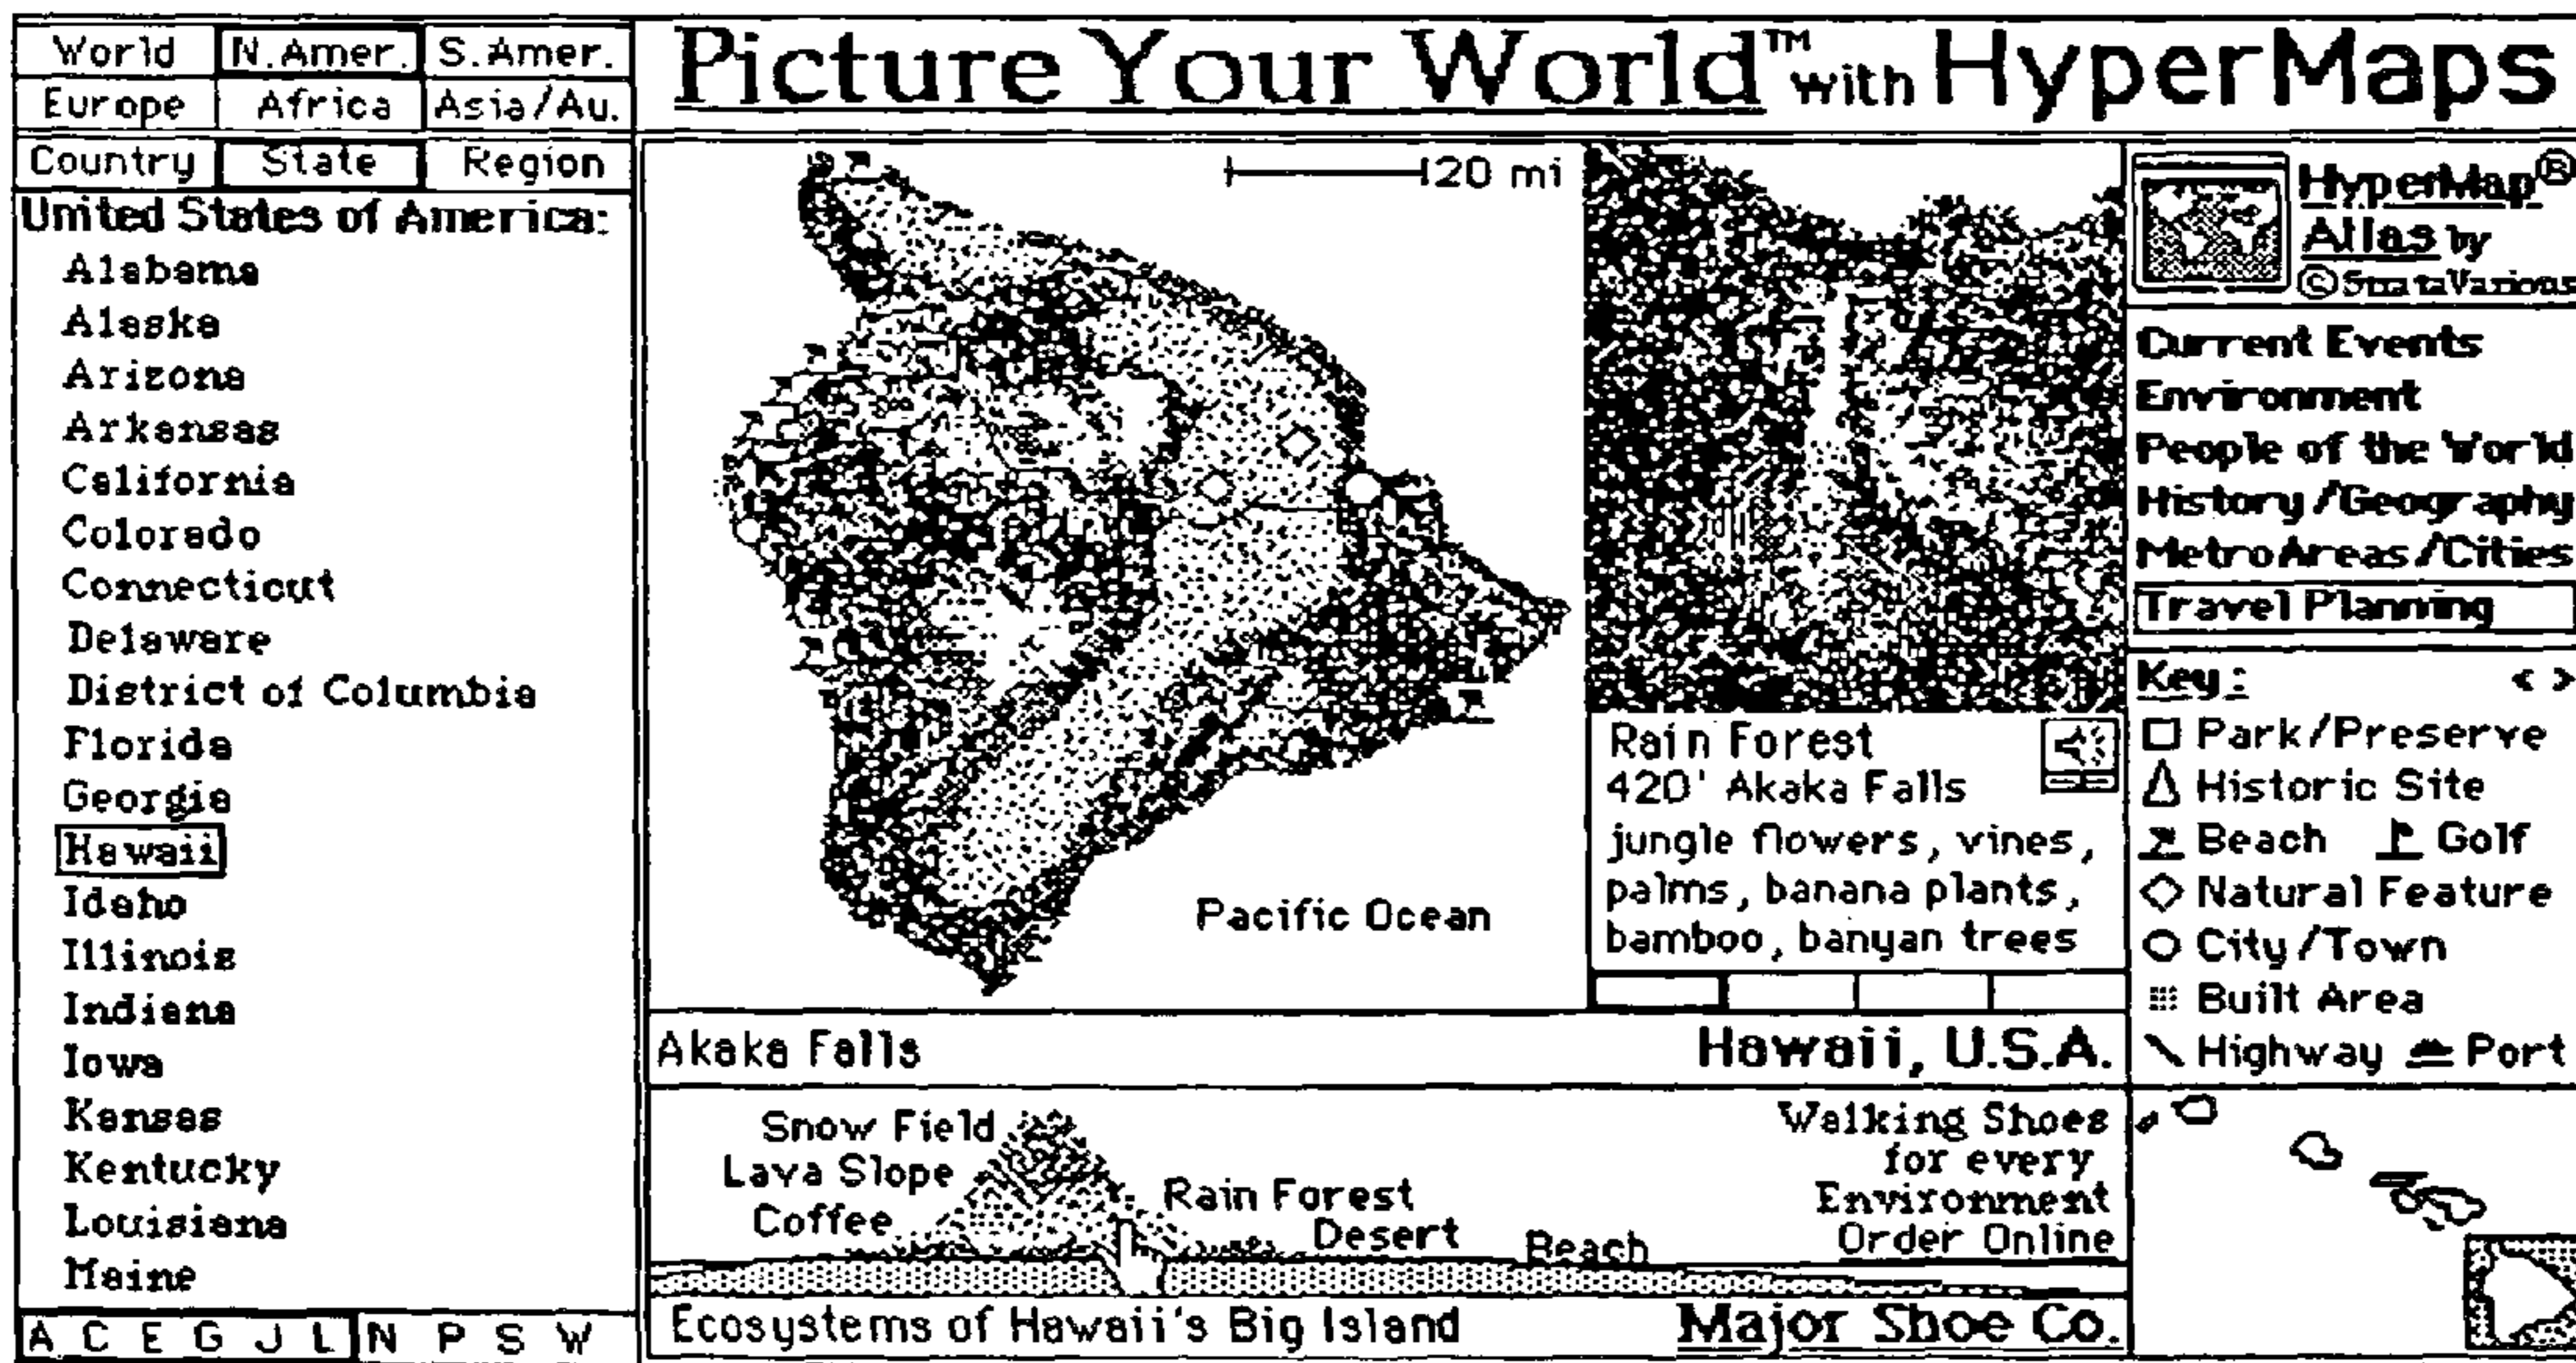 World N.Amer. S.Amer.
Europe Africa Asia/Au.
Country State Region
United States of America:
Alabama
Alaska
Arizona
Arkansas
California
Colorado
Connecticut
Delaware
District of Columbia
Florida
Georgia
Hawaii
Idaho
Illinois
Indiana
Iowa
Kansas
Kentucky
Louisiana
Maine
A C E G J L N P S W
Picture Your World™ with HyperMaps
20 mi
Pacific Ocean
Rain Forest
420' Akaka Falls
jungle flowers, vines,
palms, banana plants,
bamboo, banyan trees
Akaka Falls Hawaii, U.S.A.
Snow Field
Lava Slope
Coffee
Rain Forest
Desert
Beach
Walking Shoes
for every
Environment
Order Online
Ecosystems of Hawaii's Big Island
Major Shoe Co.
HyperMap®
Atlas by
©StrataVarious
Current Events
Environment
People of the World
History/Geography
MetroAreas/Cities
Travel Planning
Key: < >
Park/Preserve
Historic Site
Beach Golf
Natural Feature
City/Town
Built Area
Highway Port